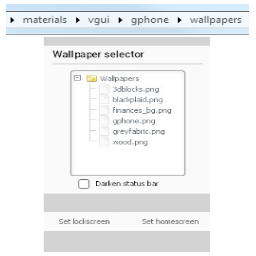 materials vgui gphone wallpapers
Wallpaper selector
Wallpapers
3dblocks.png
blackplaid.png
finances_bg.png
gphone.png
greyfabric.png
wood.png
Darken status bar
Set lockscreen Set homescreen